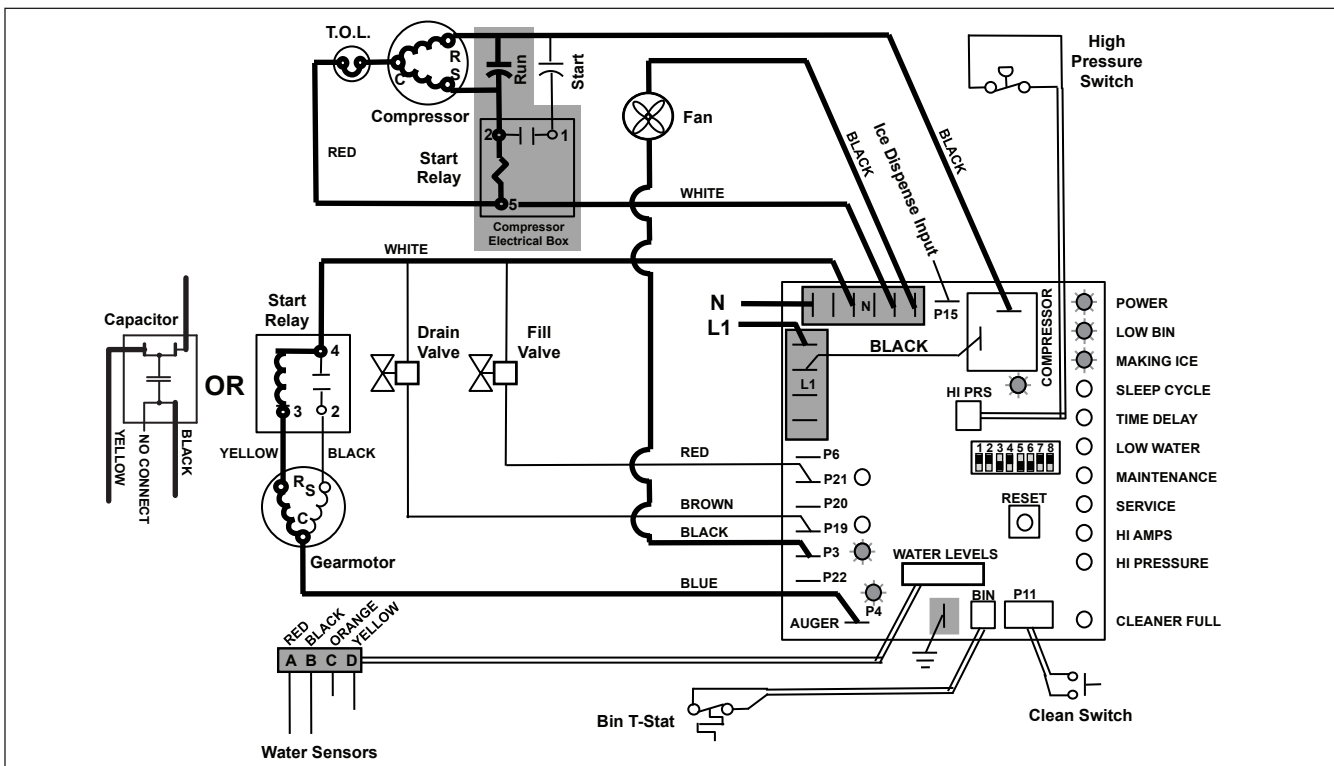 T.O.L.
R
S
C
Compressor
Run
Start
Fan
High
Pressure
Switch
RED
2
1
Start
Relay
5
Compressor
Electrical Box
WHITE
BLACK
Ice Dispense Input
BLACK
WHITE
Capacitor
OR
Start
Relay
4
3
2
YELLOW
NO CONNECT
BLACK
YELLOW
BLACK
R
S
C
Gearmotor
Drain
Valve
Fill
Valve
N
L1
N
L1
P15
BLACK
COMPRESSOR
HI PRS
POWER
LOW BIN
MAKING ICE
SLEEP CYCLE
TIME DELAY
LOW WATER
MAINTENANCE
SERVICE
HI AMPS
HI PRESSURE
CLEANER FULL
1 2 3 4 5 6 7 8
RESET
RED
BROWN
BLACK
BLUE
P6
P21
P20
P19
P3
P22
P4
AUGER
WATER LEVELS
BIN
P11
RED
BLACK
ORANGE
YELLOW
A B C D
Water Sensors
Bin T-Stat
Clean Switch